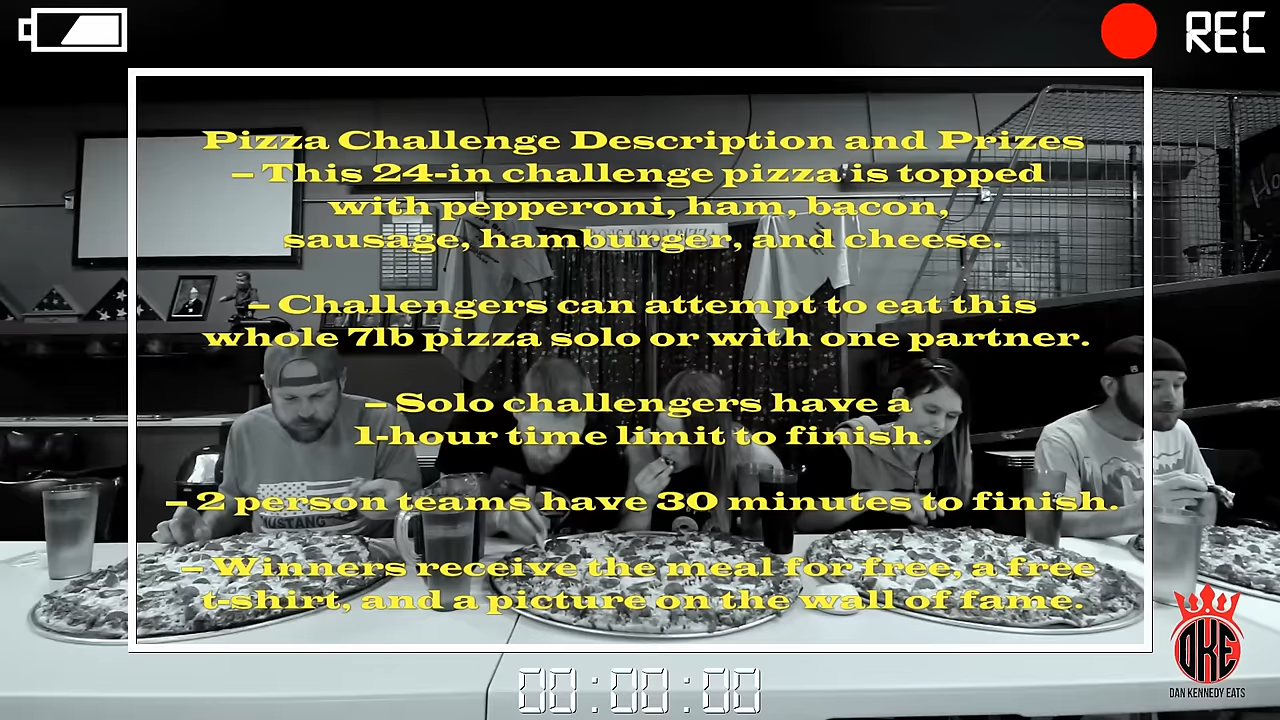 REC
Pizza Challenge Description and Prizes
– This 24-in challenge pizza is topped
with pepperoni, ham, bacon,
sausage, hamburger, and cheese.
– Challengers can attempt to eat this
whole 7lb pizza solo or with one partner.
– Solo challengers have a
1-hour time limit to finish.
– 2 person teams have 30 minutes to finish.
MUSTANG
– Winners receive the meal for free, a free
t-shirt, and a picture on the wall of fame.
DKE
DAN KENNEDY EATS
00:00:00